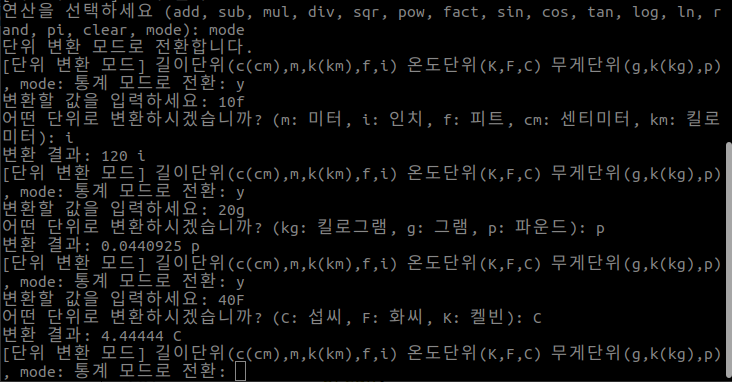 연산을 선택하세요 (add, sub, mul, div, sqr, pow, fact, sin, cos, tan, log, ln, r
and, pi, clear, mode): mode
단위 변환 모드로 전환합니다.
[단위 변환 모드] 길이단위(c(cm),m,k(km),f,i) 온도단위(K,F,C) 무게단위(g,k(kg),p)
, mode: 통계 모드로 전환: y
변환할 값을 입력하세요: 10f
어떤 단위로 변환하시겠습니까? (m: 미터, i: 인치, f: 피트, cm: 센티미터, km: 킬로
미터): i
변환 결과: 120 i
[단위 변환 모드] 길이단위(c(cm),m,k(km),f,i) 온도단위(K,F,C) 무게단위(g,k(kg),p)
, mode: 통계 모드로 전환: y
변환할 값을 입력하세요: 20g
어떤 단위로 변환하시겠습니까? (kg: 킬로그램, g: 그램, p: 파운드): p
변환 결과: 0.0440925 p
[단위 변환 모드] 길이단위(c(cm),m,k(km),f,i) 온도단위(K,F,C) 무게단위(g,k(kg),p)
, mode: 통계 모드로 전환: y
변환할 값을 입력하세요: 40F
어떤 단위로 변환하시겠습니까? (C: 섭씨, F: 화씨, K: 켈빈): C
변환 결과: 4.44444 C
[단위 변환 모드] 길이단위(c(cm),m,k(km),f,i) 온도단위(K,F,C) 무게단위(g,k(kg),p)
, mode: 통계 모드로 전환: